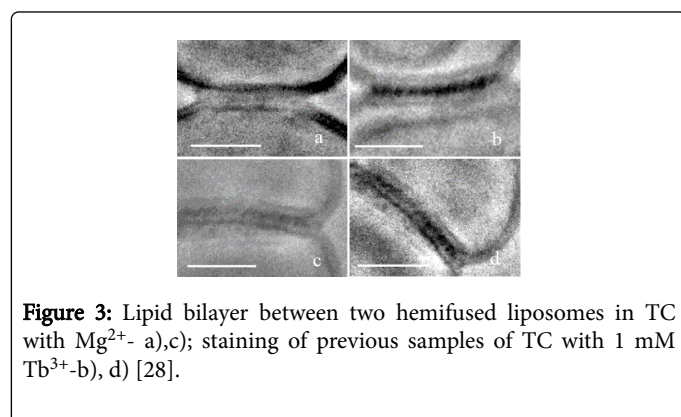 a
b
c
d
Figure 3: Lipid bilayer between two hemifused liposomes in TC
with Mg2+- a),c); staining of previous samples of TC with 1 mM
Tb3+-b), d) [28].